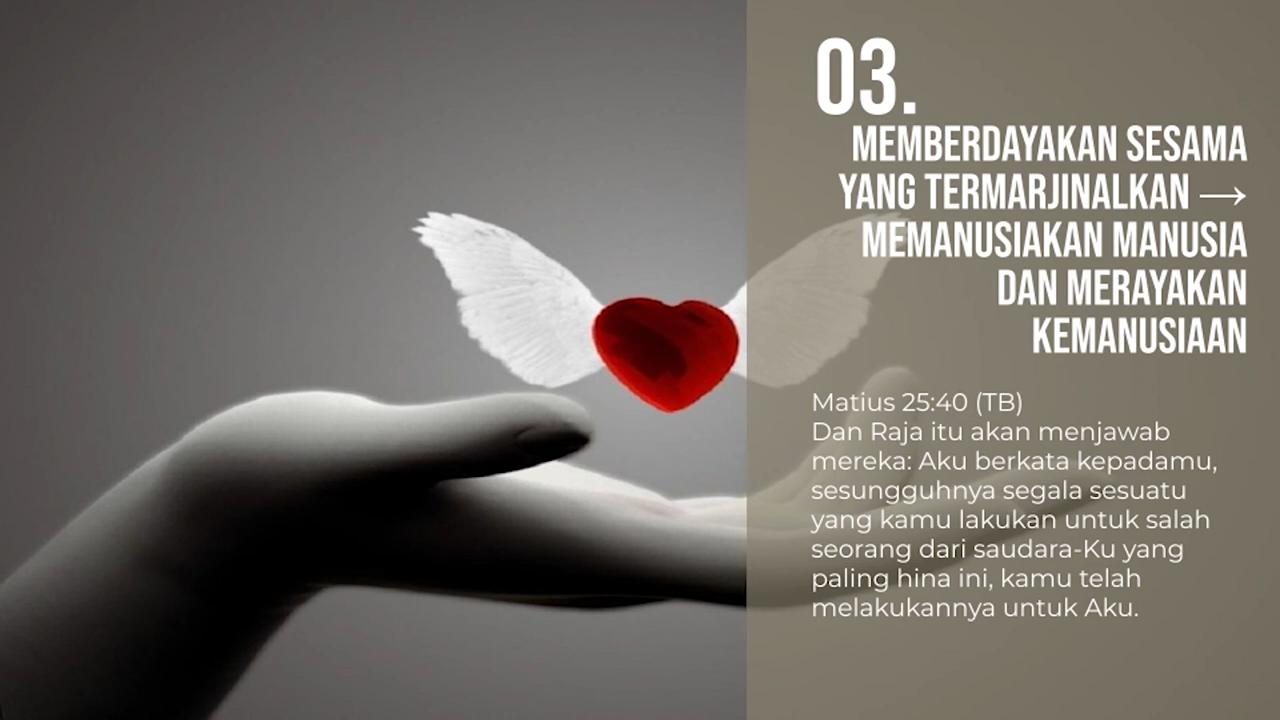 03.
MEMBERDAYAKAN SESAMA
YANG TERMARJINALKAN →
MEMANUSIAKAN MANUSIA
DAN MERAYAKAN
KEMANUSIAAN
Matius 25:40 (TB)
Dan Raja itu akan menjawab
mereka: Aku berkata kepadamu,
sesungguhnya segala sesuatu
yang kamu lakukan untuk salah
seorang dari saudara-Ku yang
paling hina ini, kamu telah
melakukannya untuk Aku.